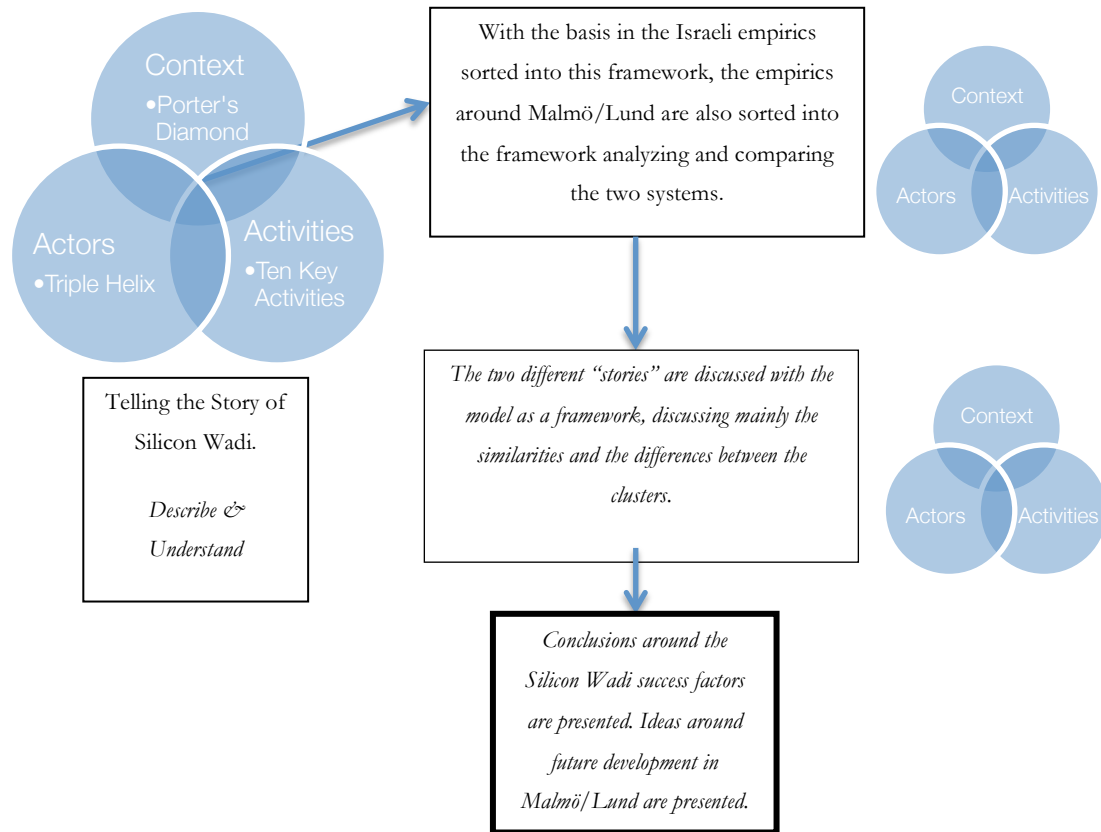 Context
•Porter's
Diamond
Actors
•Triple Helix
Activities
•Ten Key
Activities
Telling the Story of
Silicon Wadi.
Describe &
Understand
With the basis in the Israeli empirics
sorted into this framework, the empirics
around Malmö/Lund are also sorted into
the framework analyzing and comparing
the two systems.
Context
Actors
Activities
The two different “stories” are discussed with the
model as a framework, discussing mainly the
similarities and the differences between the
clusters.
Context
Actors
Activities
Conclusions around the
Silicon Wadi success factors
are presented. Ideas around
future development in
Malmö/Lund are presented.